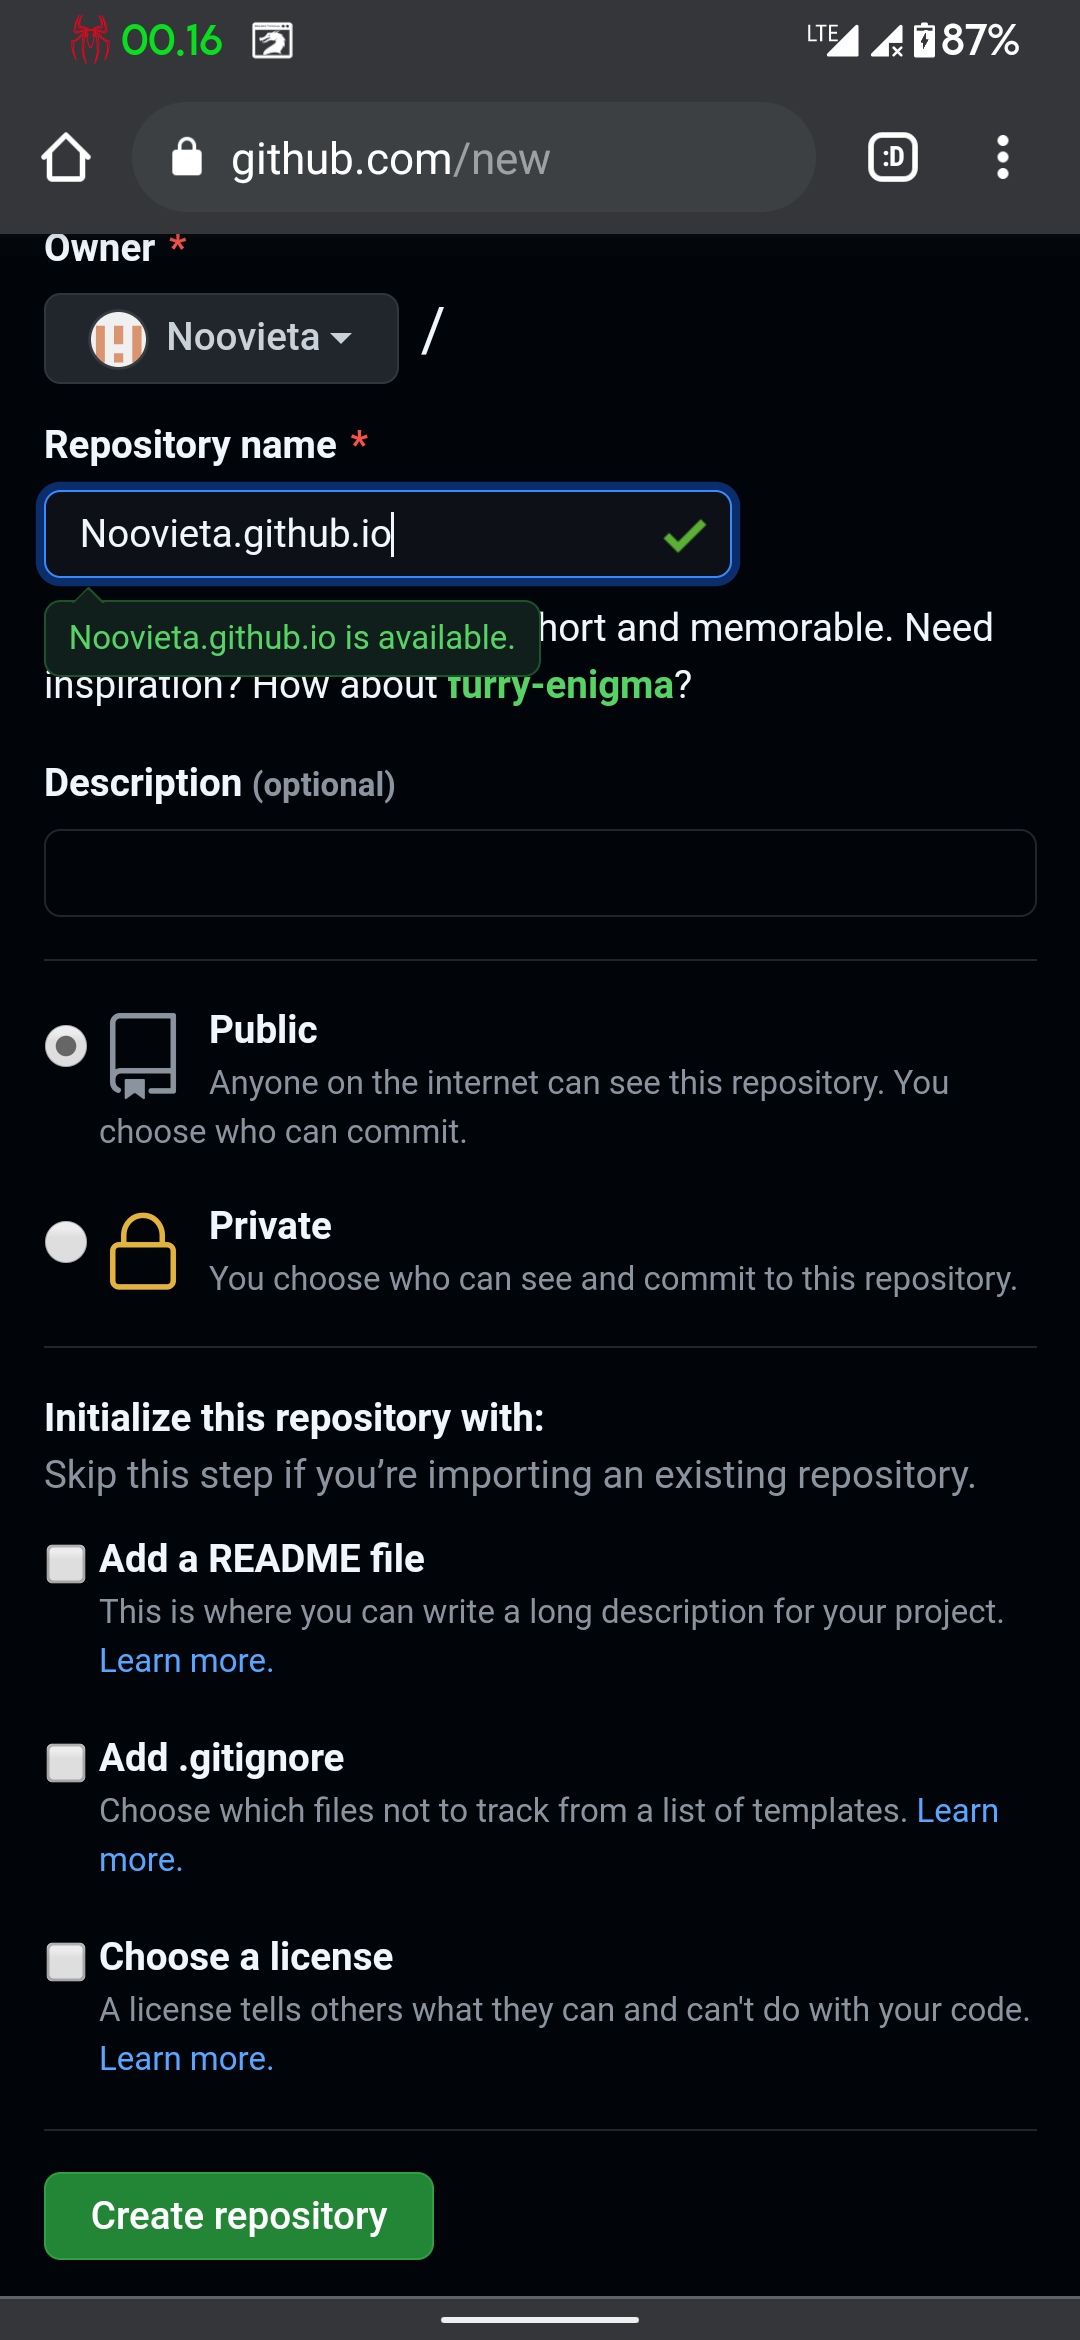 00.16
LTE 87%
github.com/new
:D
Owner *
Noovieta /
Repository name *
Noovieta.github.io
Noovieta.github.io is available.
hort and memorable. Need
inspiration? How about furry-enigma?
Description (optional)
Public
Anyone on the internet can see this repository. You
choose who can commit.
Private
You choose who can see and commit to this repository.
Initialize this repository with:
Skip this step if you’re importing an existing repository.
Add a README file
This is where you can write a long description for your project.
Learn more.
Add .gitignore
Choose which files not to track from a list of templates. Learn
more.
Choose a license
A license tells others what they can and can't do with your code.
Learn more.
Create repository